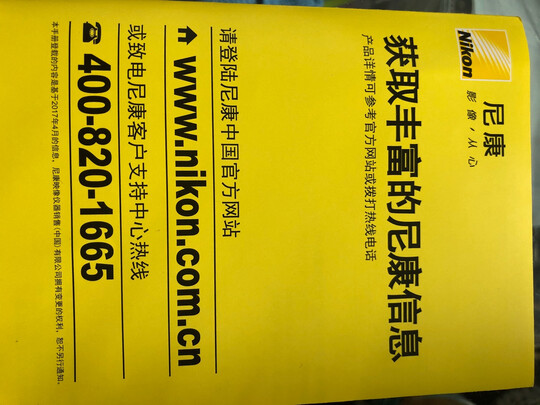 Nikon
尼康
影像,从心
获取丰富的尼康信息
产品详情可参考官方网站或拨打热线电话
请登陆尼康中国官方网站
www.nikon.com.cn
或致电尼康客户支持中心热线
400-820-1665
本手册登载的内容是基于2017年4月的信息。尼康映像仪器销售(中国)有限公司拥有变更的权利,恕不另行通知。